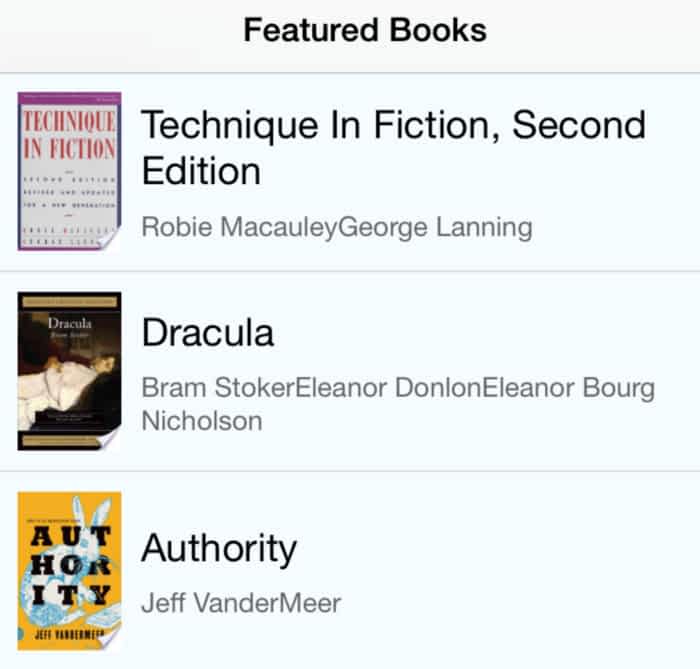 Featured Books
TECHNIQUE
IN FICTION
SECOND EDITION
REVISED AND UPDATED
FOR A NEW GENERATION
Technique In Fiction, Second
Edition
Robie MacauleyGeorge Lanning
Dracula
Bram Stoker
Dracula
Bram StokerEleanor DonlonEleanor Bourg
Nicholson
AUT
HOR
ITY
JEFF VANDERMEER
Authority
Jeff VanderMeer